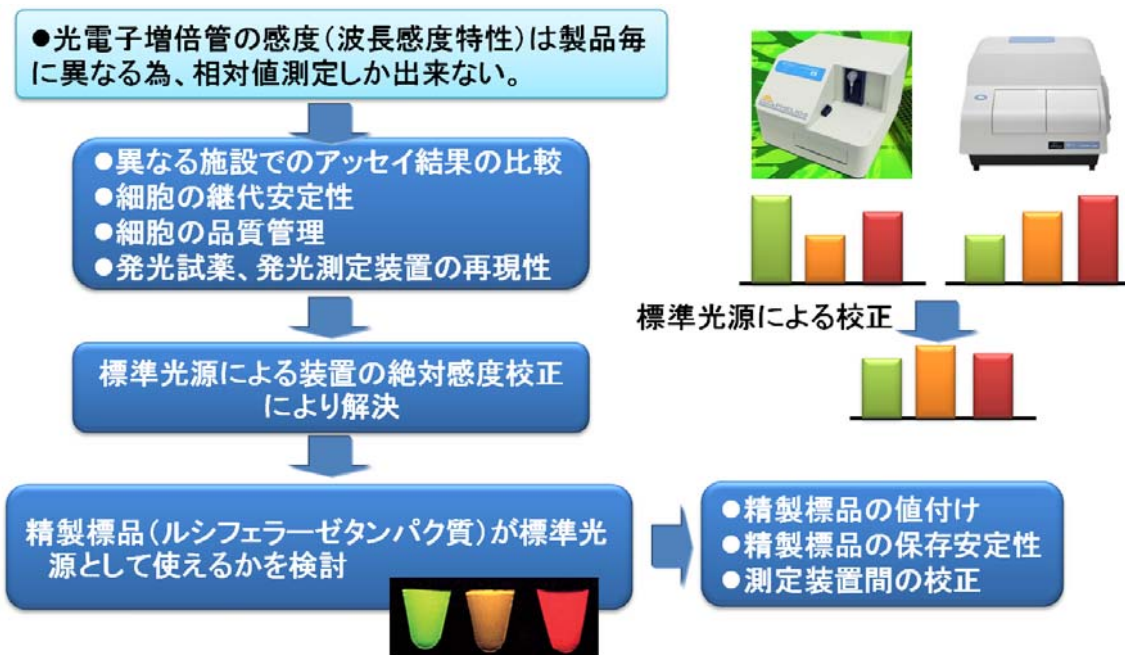 ●光電子増倍管の感度(波長感度特性)は製品毎
に異なる為、相対値測定しか出来ない。
●異なる施設でのアッセイ結果の比較
●細胞の継代安定性
●細胞の品質管理
●発光試薬、発光測定装置の再現性
標準光源による装置の絶対感度校正
により解決
精製標品(ルシフェラーゼタンパク質)が標準光
源として使えるかを検討
●精製標品の値付け
●精製標品の保存安定性
●測定装置間の校正
標準光源による校正